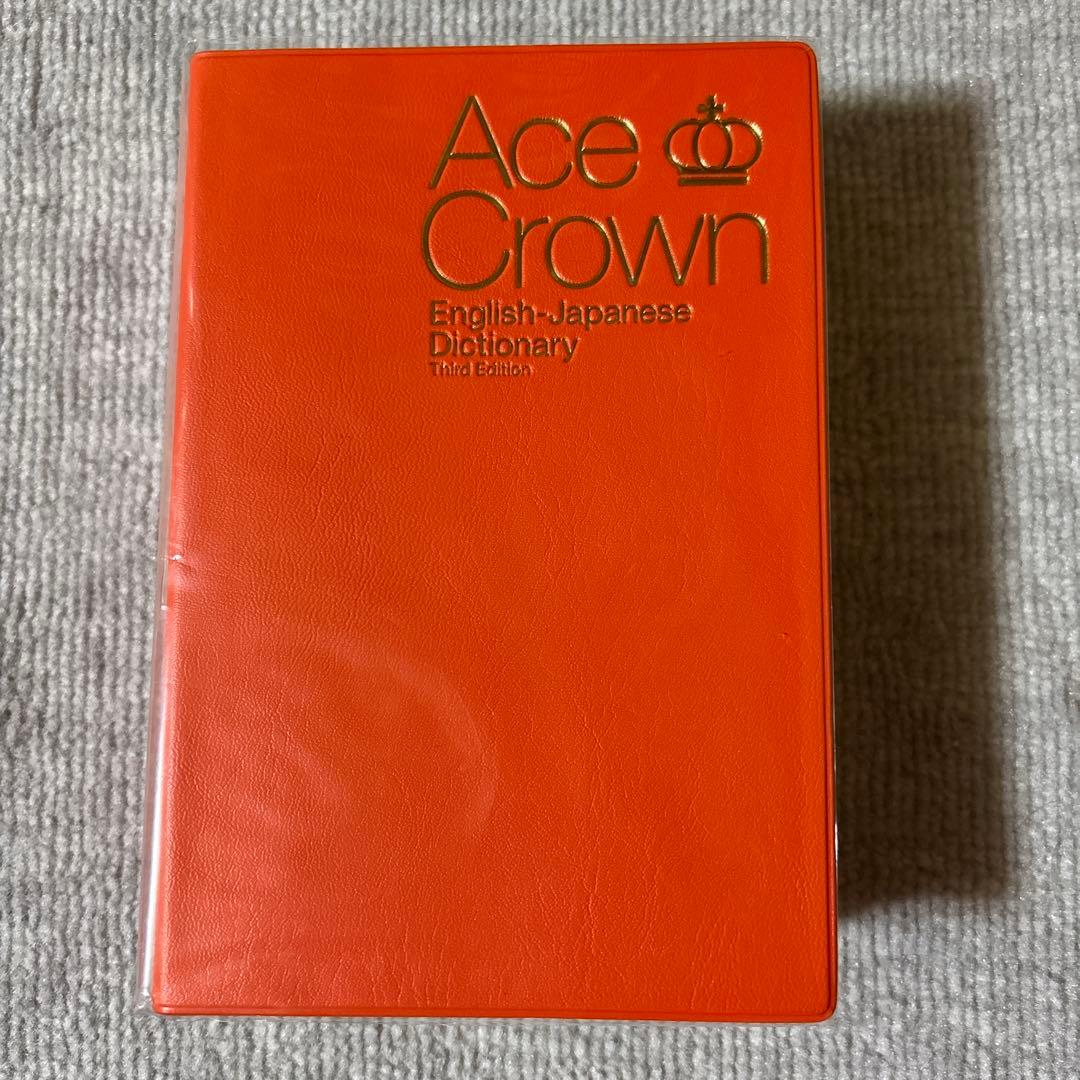 Ace
Crown
English-Japanese
Dictionary
Third Edition